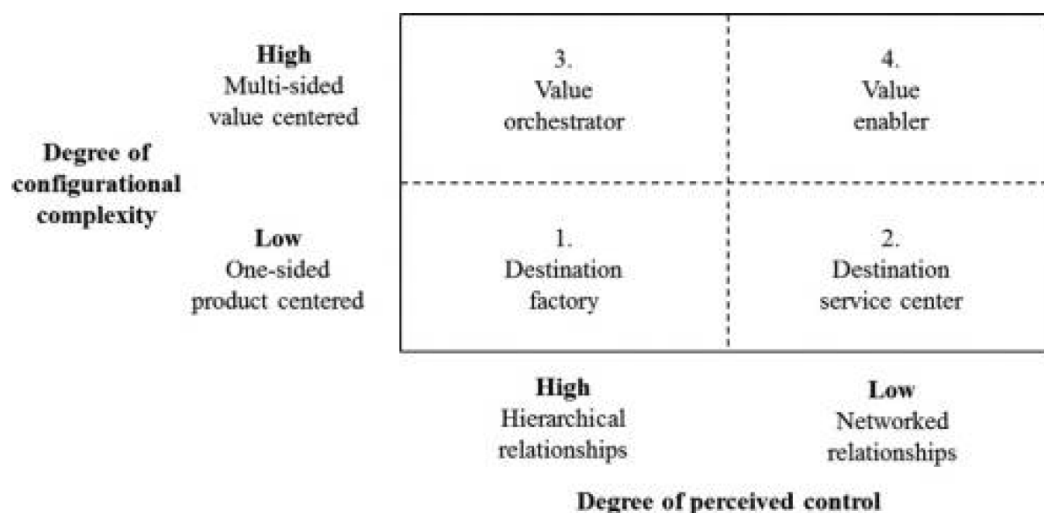 High
Multi-sided
value centered
Degree of
configurational
complexity
Low
One-sided
product centered
3.
Value
orchestrator
4.
Value
enabler
1.
Destination
factory
2.
Destination
service center
High
Hierarchical
relationships
Low
Networked
relationships
Degree of perceived control